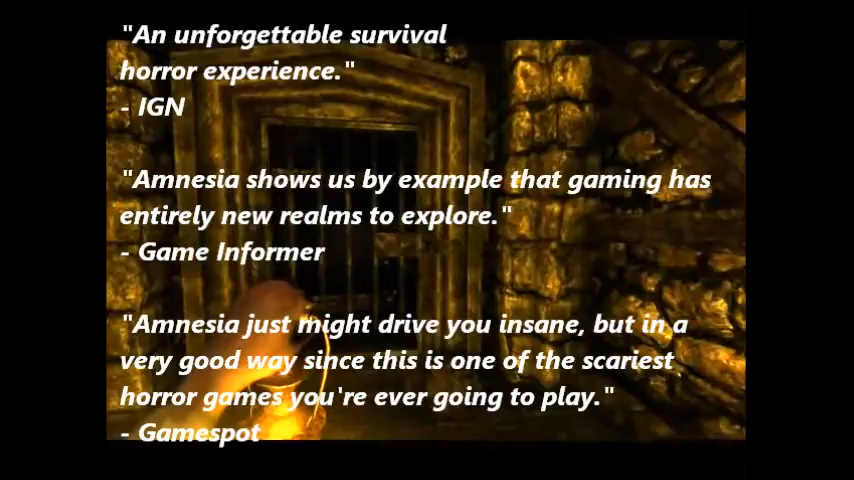 "An unforgettable survival
horror experience."
- IGN
"Amnesia shows us by example that gaming has
entirely new realms to explore."
- Game Informer
"Amnesia just might drive you insane, but in a
very good way since this is one of the scariest
horror games you're ever going to play."
- Gamespot